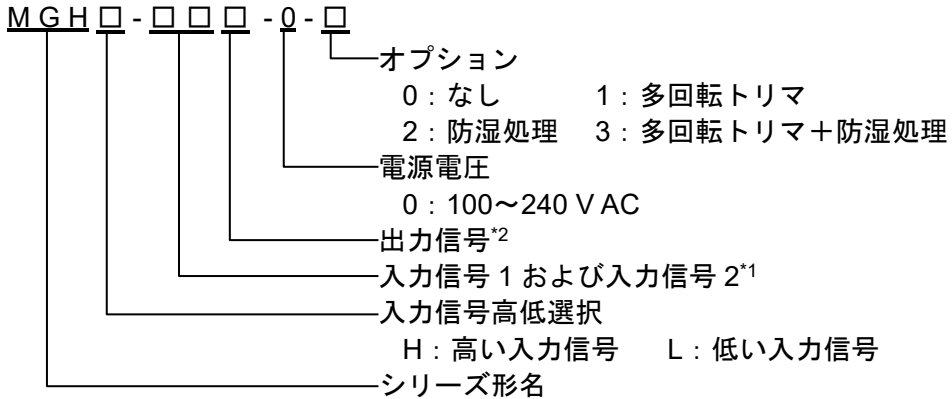 MGH□-□□□-0-□
オプション
0：なし 1：多回転トリマ
2：防湿処理 3：多回転トリマ＋防湿処理
電源電圧
0：100～240 V AC
出力信号*2
入力信号 1 および入力信号 2*1
入力信号高低選択
H：高い入力信号 L：低い入力信号
シリーズ形名